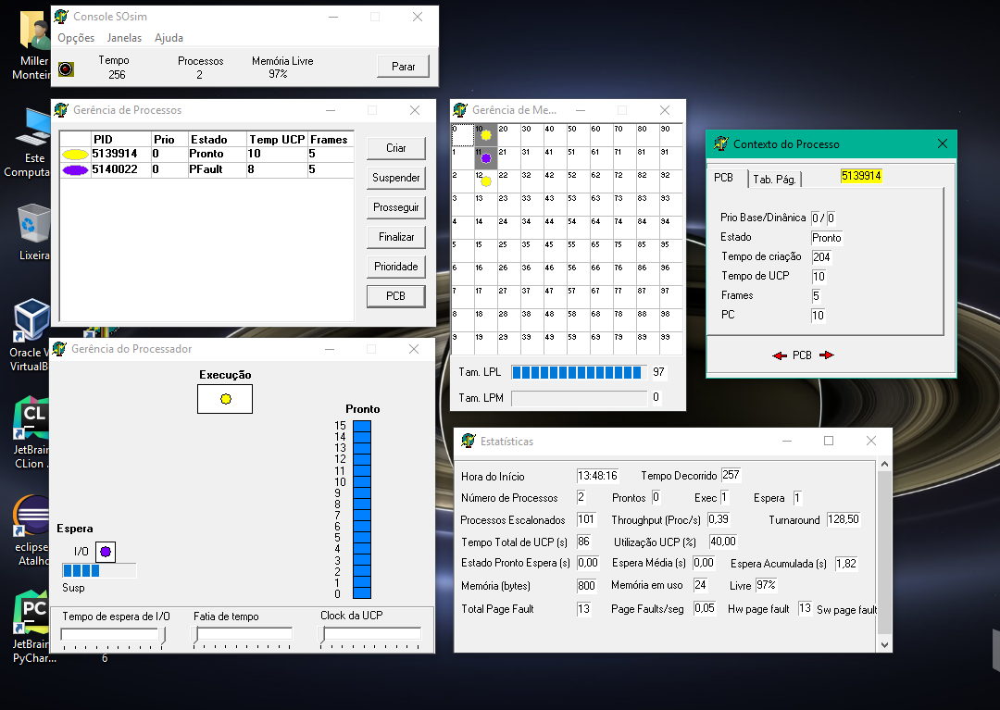 Console SOsim
Opções Janelas Ajuda
Tempo Processos Memória Livre
256 2 97%
Parar
Miller
Monteir
Este
Computa
Lixeira
Oracle V
VirtualB
JetBrain
CLion ...
eclipse
Atalho
JetBrain
PyChar...
6
Gerência de Processos
PID Prio Estado Temp UCP Frames
5139914 0 Pronto 10 5
5140022 0 PFault 8 5
Criar
Suspender
Prosseguir
Finalizar
Prioridade
PCB
Gerência de Me...
0 10 20 30 40 50 60 70 80 90
1 11 21 31 41 51 61 71 81 91
2 12 22 32 42 52 62 72 82 92
3 13 23 33 43 53 63 73 83 93
4 14 24 34 44 54 64 74 84 94
5 15 25 35 45 55 65 75 85 95
6 16 26 36 46 56 66 76 86 96
7 17 27 37 47 57 67 77 87 97
8 18 28 38 48 58 68 78 88 98
9 19 29 39 49 59 69 79 89 99
Tam. LPL 97
Tam. LPM 0
Contexto do Processo
PCB Tab. Pág. 5139914
Prio Base/Dinânica 0 / 0
Estado Pronto
Tempo de criação 204
Tempo de UCP 10
Frames 5
PC 10
PCB
Gerência do Processador
Execução
Pronto
15
14
13
12
11
10
9
8
7
6
5
4
3
2
1
0
Espera
I/O
Susp
Tempo de espera de I/O Fatia de tempo Clock da UCP
Estatísticas
Hora do Início 13:48:16 Tempo Decorrido 257
Número de Processos 2 Prontos 0 Exec 1 Espera 1
Processos Escalonados 101 Throughput (Proc/s) 0,39 Turnaround 128,50
Tempo Total de UCP (s) 86 Utilização UCP (%) 40,00
Estado Pronto Espera (s) 0,00 Espera Média (s) 0,00 Espera Acumulada (s) 1,82
Memória (bytes) 800 Memória em uso 24 Livre 97%
Total Page Fault 13 Page Faults/seg 0,05 Hw page fault 13 Sw page fault
CL
PC